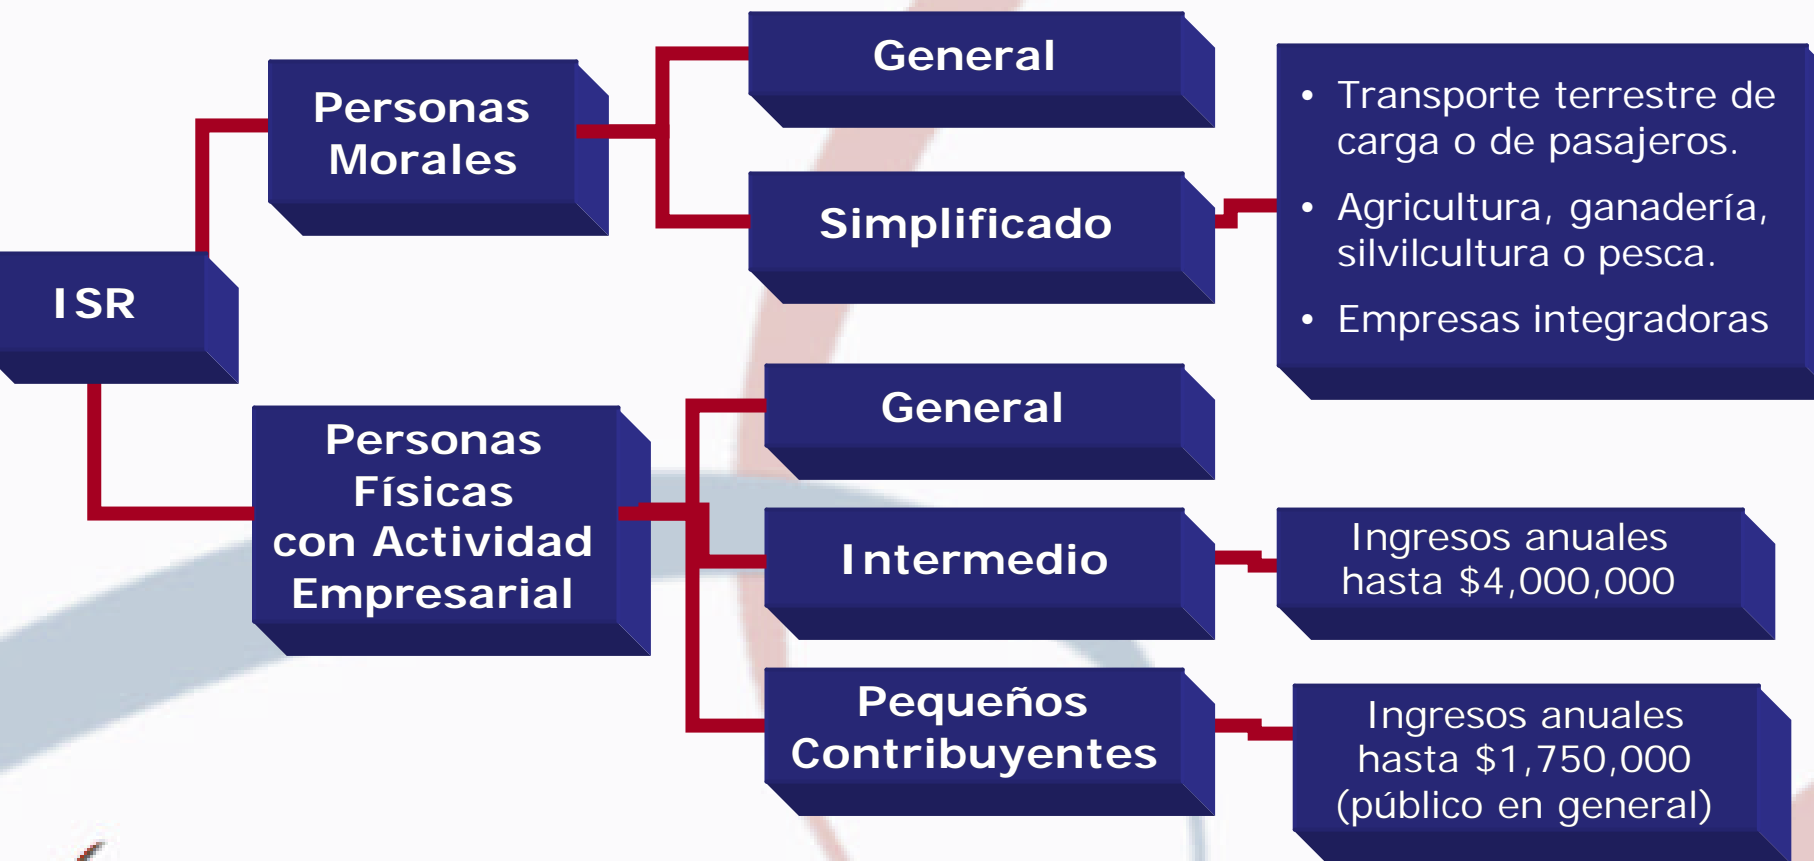 ISR
Personas
Morales
General
Simplificado
• Transporte terrestre de
carga o de pasajeros.
• Agricultura, ganadería,
silvilcultura o pesca.
• Empresas integradoras
Personas
Físicas
con Actividad
Empresarial
General
Intermedio
Ingresos anuales
hasta $4,000,000
Pequeños
Contribuyentes
Ingresos anuales
hasta $1,750,000
(público en general)